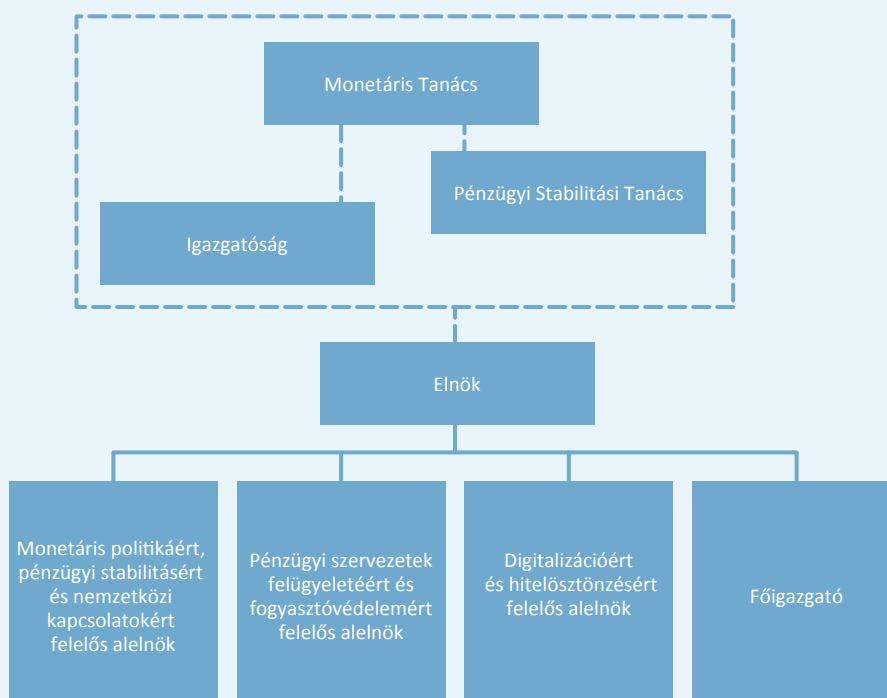 Monetáris Tanács
Pénzügyi Stabilitási Tanács
Igazgatóság
Elnök
Monetáris politikáért,
pénzügyi stabilitásért
és nemzetközi
kapcsolatokért
felelős alelnök
Pénzügyi szervezetek
felügyeletéért és
fogyasztóvédelemért
felelős alelnök
Digitalizációért
és hitelösztönzésért
felelős alelnök
Főigazgató